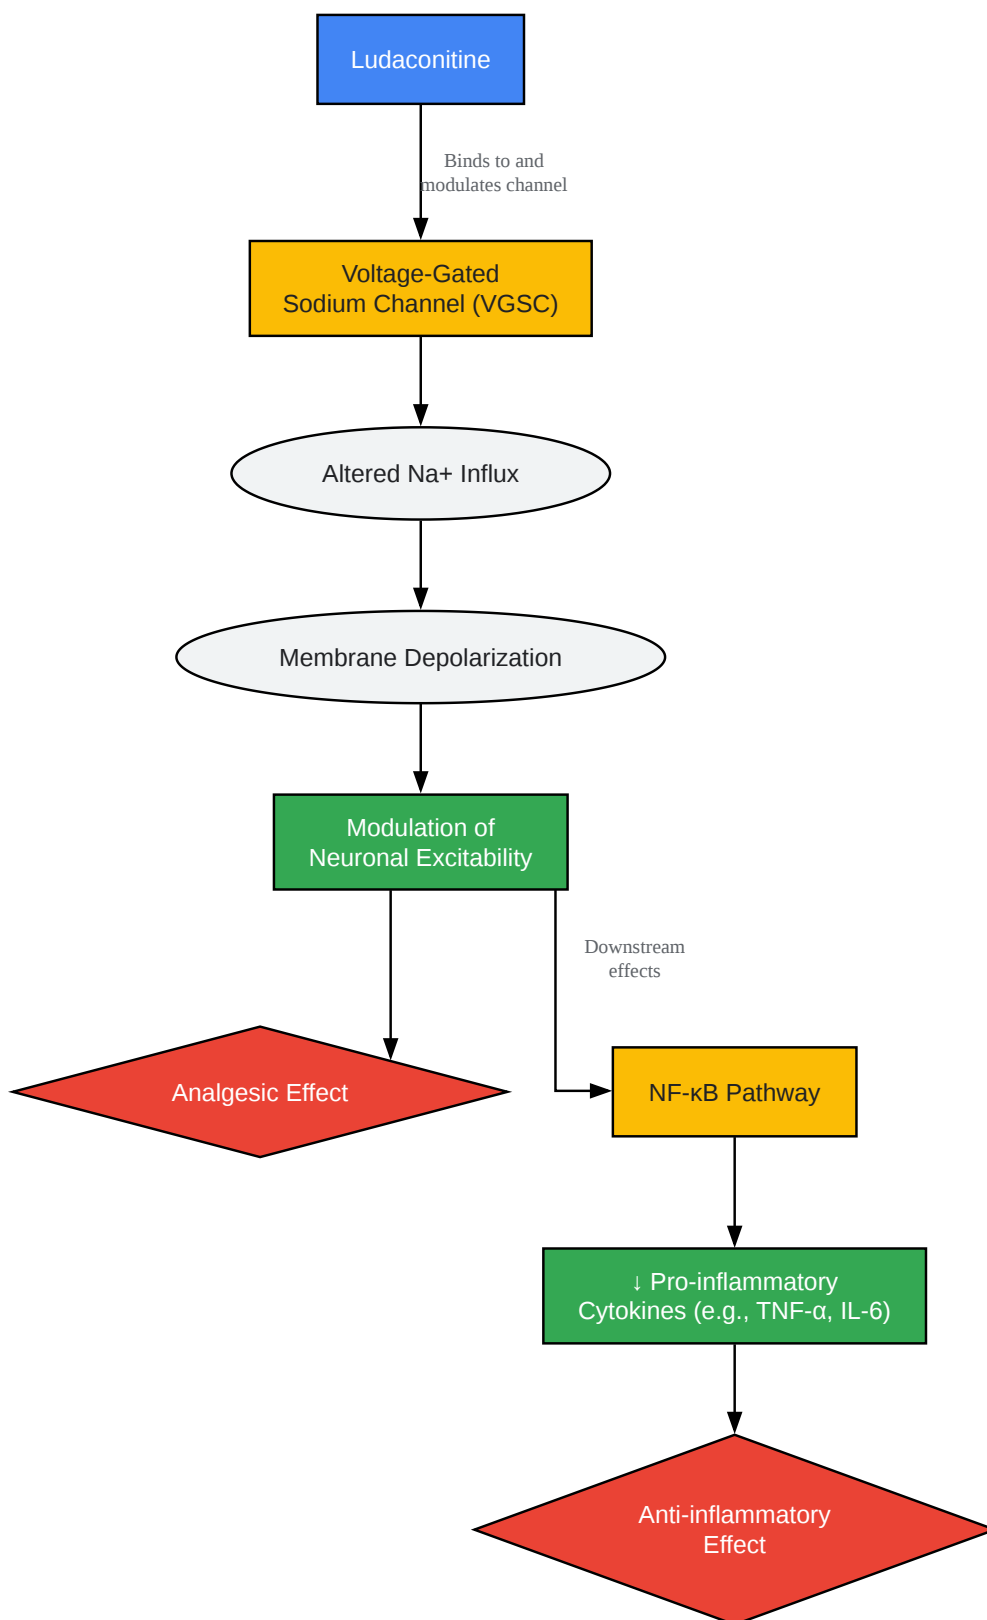 Ludaconitine
Binds to and
modulates channel
Voltage-Gated
Sodium Channel (VGSC)
Altered Na+ Influx
Membrane Depolarization
Modulation of
Neuronal Excitability
Downstream
effects
Analgesic Effect
NF-κB Pathway
↓ Pro-inflammatory
Cytokines (e.g., TNF-α, IL-6)
Anti-inflammatory
Effect